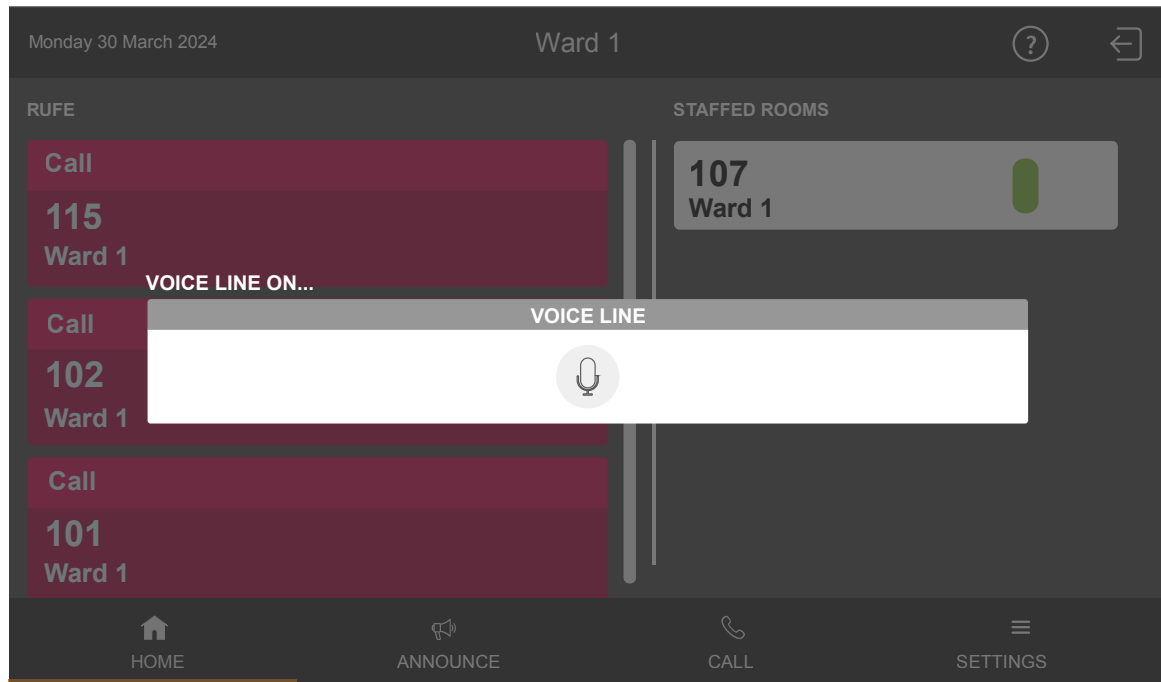 Monday 30 March 2024
Ward 1
?
RUFE
STAFFED ROOMS
Call
115
Ward 1
107
Ward 1
VOICE LINE ON...
VOICE LINE
Call
102
Ward 1
Call
101
Ward 1
HOME
ANNOUNCE
CALL
SETTINGS